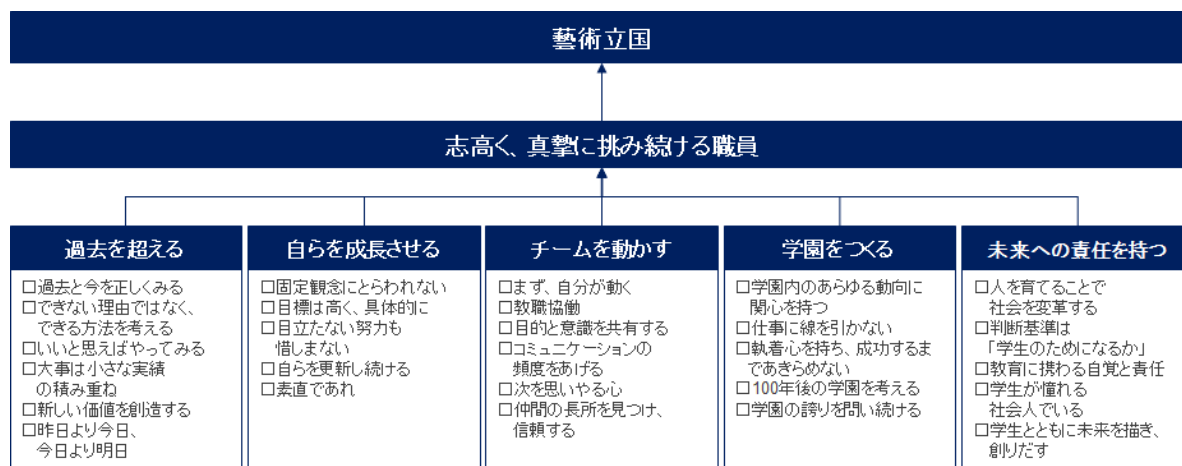 藝術立国
志高く、真摯に挑み続ける職員
過去を超える
□過去と今を正しくみる
□できない理由ではなく、
できる方法を考える
□いいと思えばやってみる
□大事は小さな実績
の積み重ね
□新しい価値を創造する
□昨日より今日、
今日より明日
自らを成長させる
□固定観念にとらわれない
□目標は高く、具体的に
□目立たない努力も
惜しまない
□自らを更新し続ける
□素直であれ
チームを動かす
□まず、自分が動く
□教職協働
□目的と意識を共有する
□コミュニケーションの
頻度をあげる
□次を思いやる心
□仲間の長所を見つけ、
信頼する
学園をつくる
□学園内のあらゆる動向に
関心を持つ
□仕事に線を引かない
□執着心を持ち、成功するま
であきらめない
□100年後の学園を考える
□学園の誇りを問い続ける
未来への責任を持つ
□人を育てることで
社会を変革する
□判断基準は
「学生のためになるか」
□教育に携わる自覚と責任
□学生が憧れる
社会人でいる
□学生とともに未来を描き、
創りだす